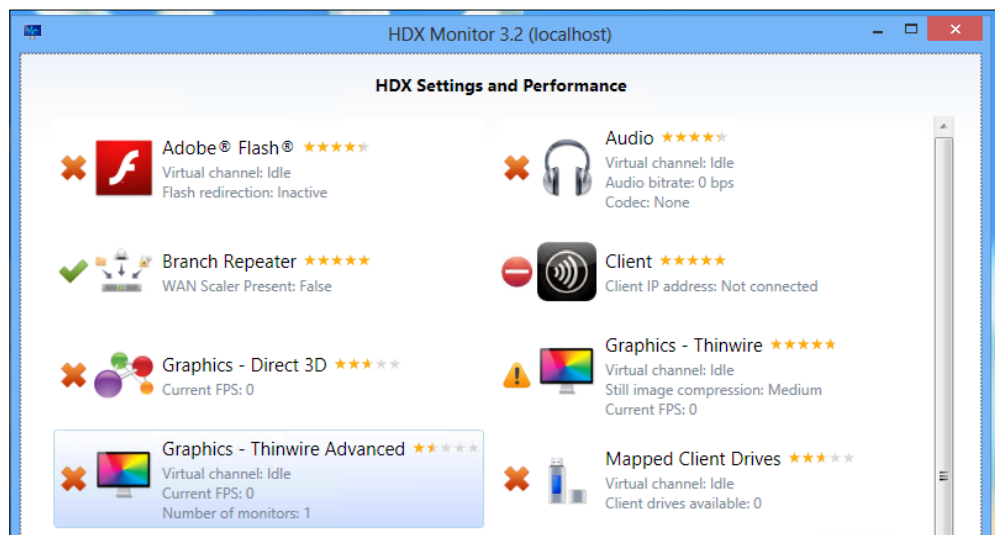 HDX Monitor 3.2 (localhost)
HDX Settings and Performance
Adobe® Flash®
Virtual channel: Idle
Flash redirection: Inactive
Audio
Virtual channel: Idle
Audio bitrate: 0 bps
Codec: None
Branch Repeater
WAN Scaler Present: False
Client
Client IP address: Not connected
Graphics - Direct 3D
Current FPS: 0
Graphics - Thinwire
Virtual channel: Idle
Still image compression: Medium
Current FPS: 0
Graphics - Thinwire Advanced
Virtual channel: Idle
Current FPS: 0
Number of monitors: 1
Mapped Client Drives
Virtual channel: Idle
Client drives available: 0